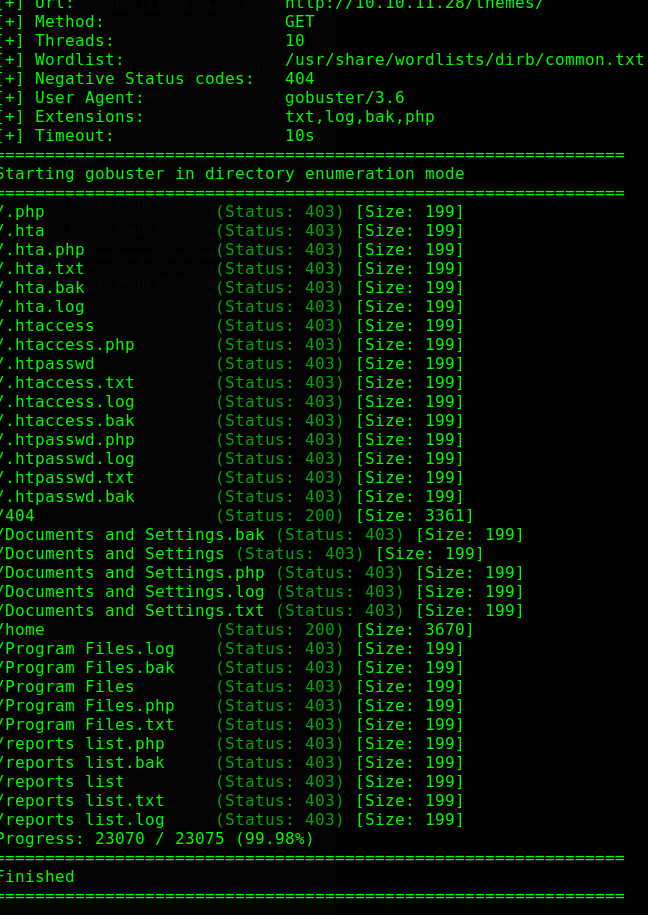 [+] Url:                     http://10.10.11.28/themes/
[+] Method:                  GET
[+] Threads:                 10
[+] Wordlist:                /usr/share/wordlists/dirb/common.txt
[+] Negative Status codes:   404
[+] User Agent:              gobuster/3.6
[+] Extensions:              txt,log,bak,php
[+] Timeout:                 10s
===============================================================
Starting gobuster in directory enumeration mode
===============================================================
/.php                 (Status: 403) [Size: 199]
/.hta                 (Status: 403) [Size: 199]
/.hta.php             (Status: 403) [Size: 199]
/.hta.txt             (Status: 403) [Size: 199]
/.hta.bak             (Status: 403) [Size: 199]
/.hta.log             (Status: 403) [Size: 199]
/.htaccess            (Status: 403) [Size: 199]
/.htaccess.php        (Status: 403) [Size: 199]
/.htpasswd            (Status: 403) [Size: 199]
/.htaccess.txt        (Status: 403) [Size: 199]
/.htaccess.log        (Status: 403) [Size: 199]
/.htaccess.bak        (Status: 403) [Size: 199]
/.htpasswd.php        (Status: 403) [Size: 199]
/.htpasswd.log        (Status: 403) [Size: 199]
/.htpasswd.txt        (Status: 403) [Size: 199]
/.htpasswd.bak        (Status: 403) [Size: 199]
/404                  (Status: 200) [Size: 3361]
/Documents and Settings.bak (Status: 403) [Size: 199]
/Documents and Settings (Status: 403) [Size: 199]
/Documents and Settings.php (Status: 403) [Size: 199]
/Documents and Settings.log (Status: 403) [Size: 199]
/Documents and Settings.txt (Status: 403) [Size: 199]
/home                 (Status: 200) [Size: 3670]
/Program Files.log    (Status: 403) [Size: 199]
/Program Files.bak    (Status: 403) [Size: 199]
/Program Files        (Status: 403) [Size: 199]
/Program Files.php    (Status: 403) [Size: 199]
/Program Files.txt    (Status: 403) [Size: 199]
/reports list.php     (Status: 403) [Size: 199]
/reports list.bak     (Status: 403) [Size: 199]
/reports list         (Status: 403) [Size: 199]
/reports list.txt     (Status: 403) [Size: 199]
/reports list.log     (Status: 403) [Size: 199]
Progress: 23070 / 23075 (99.98%)
===============================================================
Finished
===============================================================